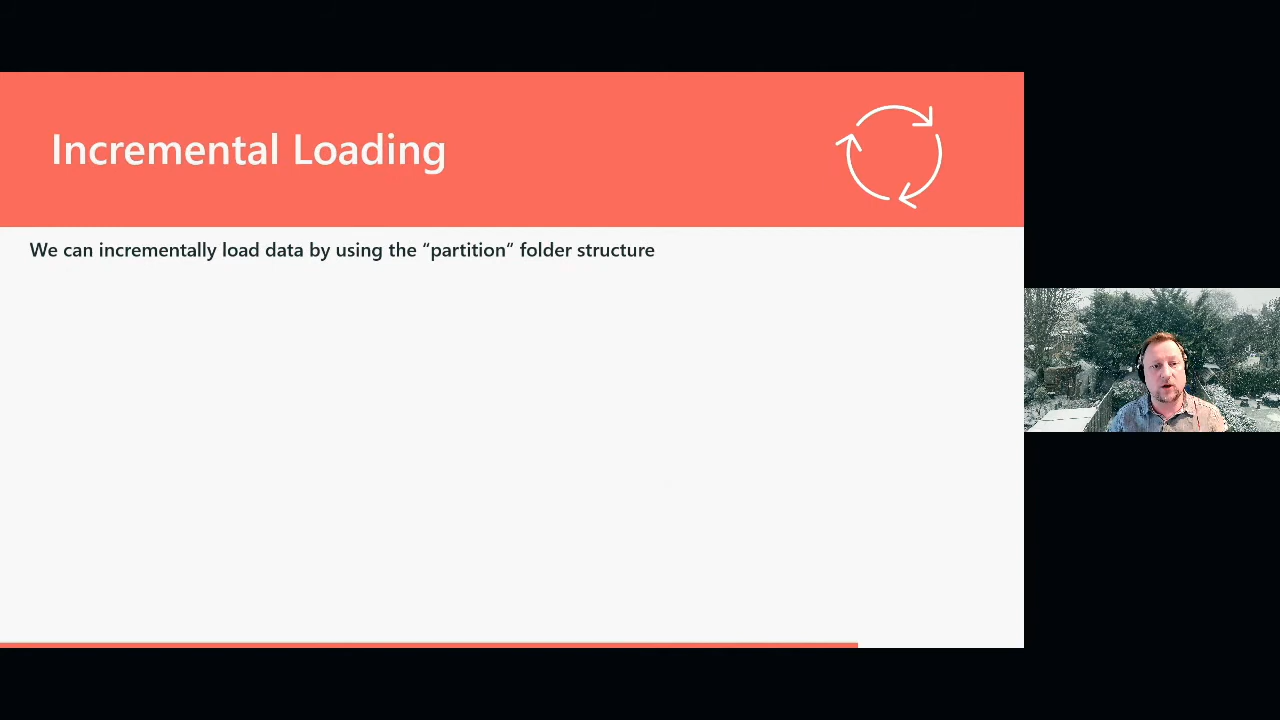 Incremental Loading
We can incrementally load data by using the “partition” folder structure